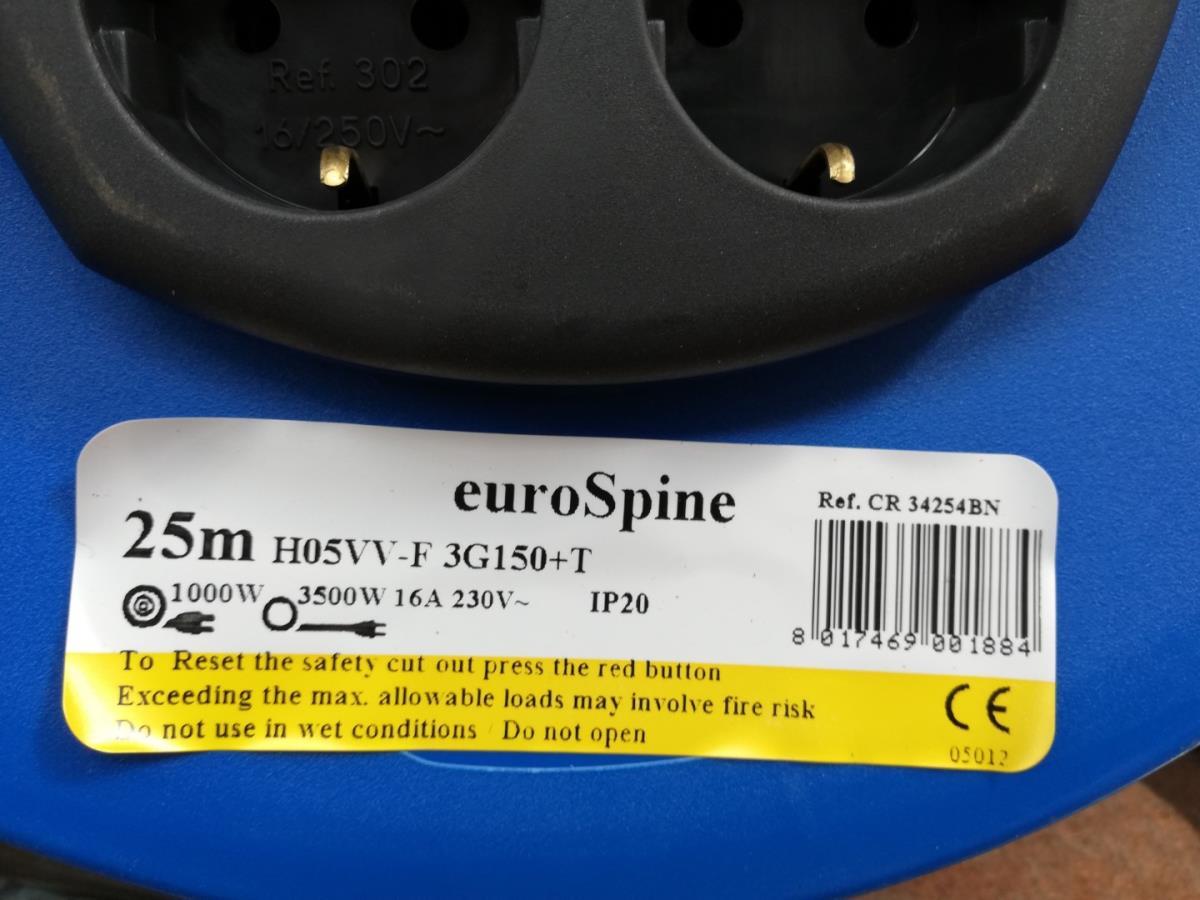 Ref. 302
16/250V~
euroSpine
Ref. CR 34254BN
25m H05VV-F 3G150+T
1000W 3500W 16A 230V~ IP20
8 017469 001884
To Reset the safety cut out press the red button
Exceeding the max. allowable loads may involve fire risk
Do not use in wet conditions Do not open
CE
05012